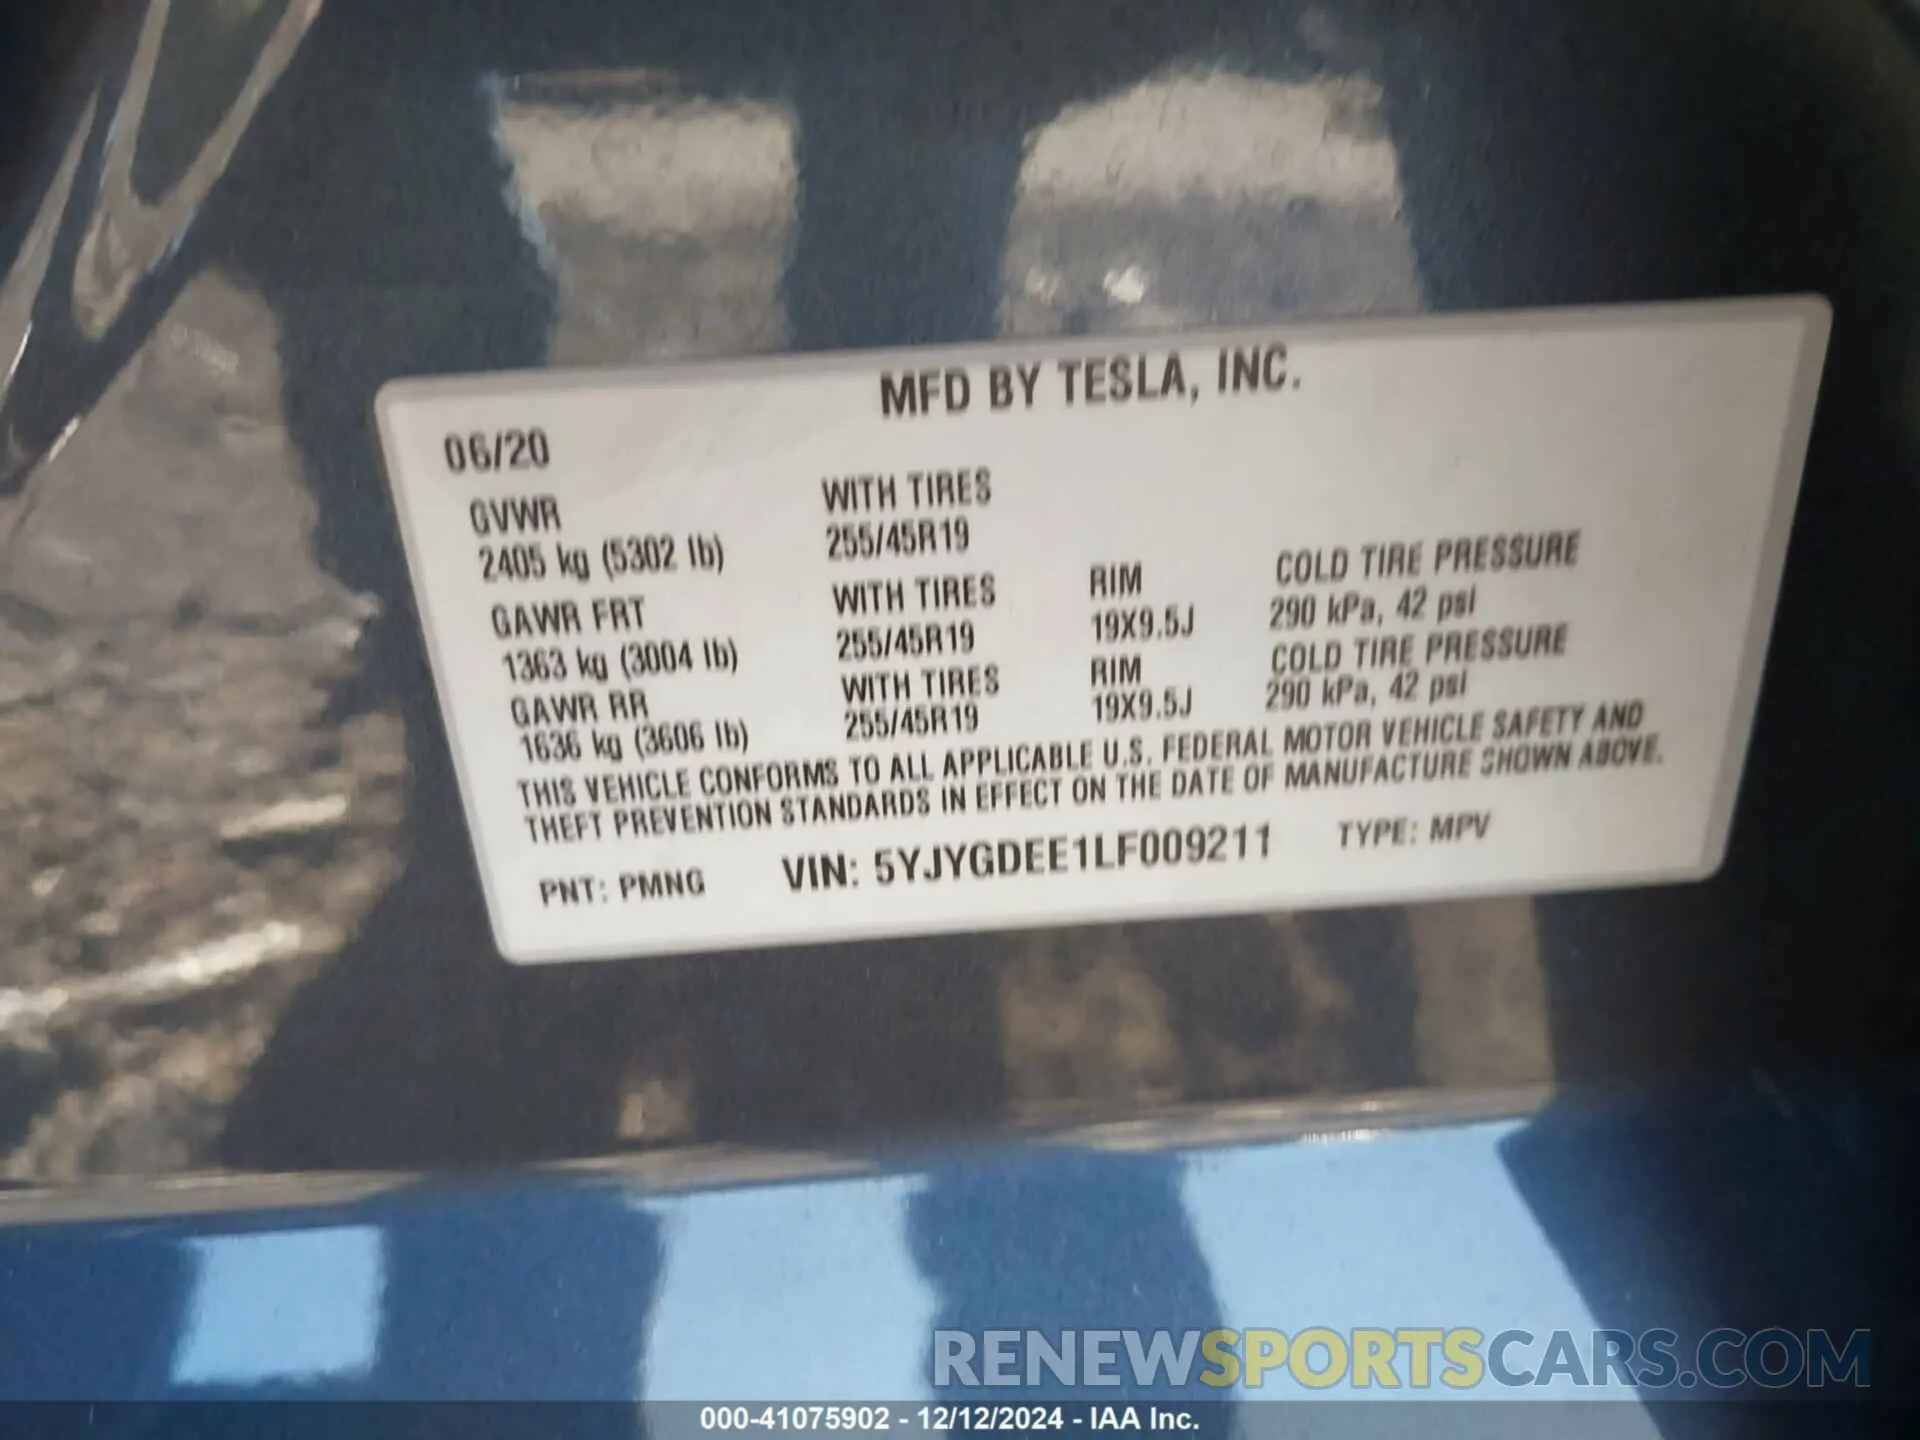 MFD BY TESLA, INC.
06/20
GVWR WITH TIRES
2405 kg (5302 lb) 255/45R19
GAWR FRT WITH TIRES RIM COLD TIRE PRESSURE
1363 kg (3004 lb) 255/45R19 19X9.5J 290 kPa, 42 psi
GAWR RR WITH TIRES RIM COLD TIRE PRESSURE
1636 kg (3606 lb) 255/45R19 19X9.5J 290 kPa, 42 psi
THIS VEHICLE CONFORMS TO ALL APPLICABLE U.S. FEDERAL MOTOR VEHICLE SAFETY AND
THEFT PREVENTION STANDARDS IN EFFECT ON THE DATE OF MANUFACTURE SHOWN ABOVE.
PNT: PMNG VIN: 5YJYGDEE1LF009211 TYPE: MPV
RENEWSPORTSCARS.COM
000-41075902 - 12/12/2024 - IAA Inc.